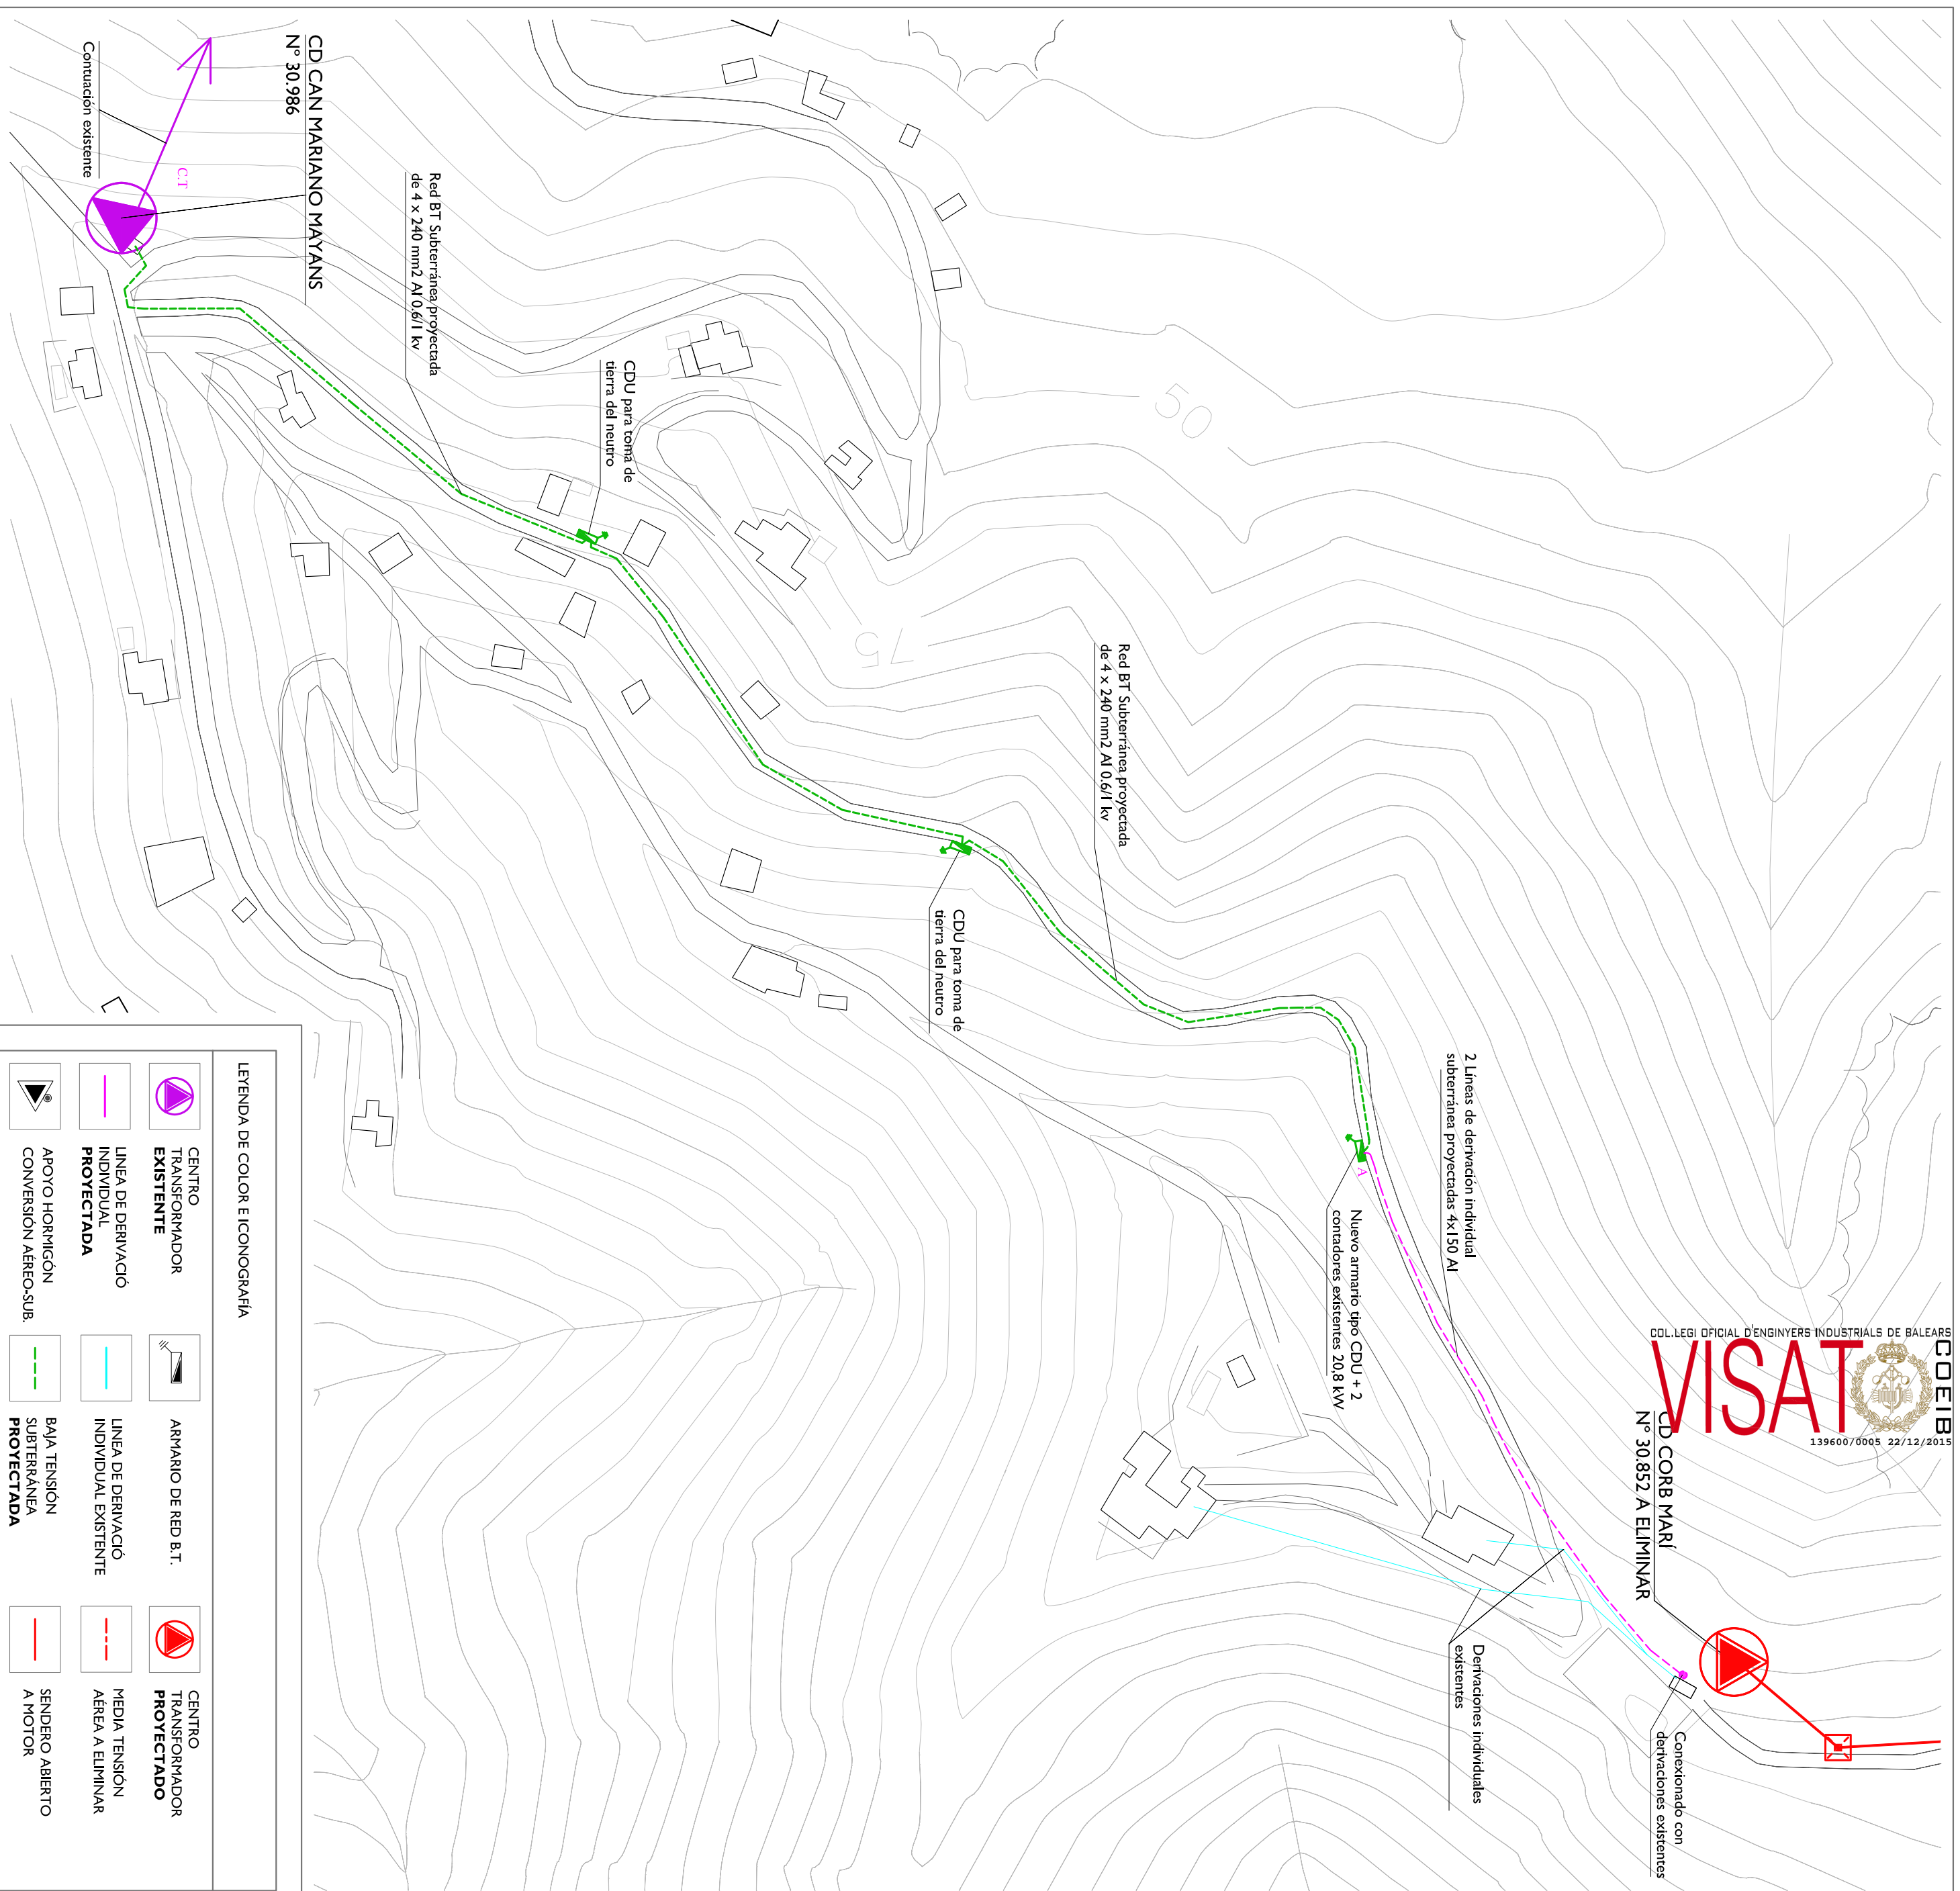 CD CAN MARIANO MAYANS
Nº 30.986
Contuación existente
C.T
Red BT Subterránea proyectada
de 4 x 240 mm2 Al 0.6/1 kv
CDU para toma de
tierra del neutro
50
75
Red BT Subterránea proyectada
de 4 x 240 mm2 Al 0.6/1 kv
CDU para toma de
tierra del neutro
2 Líneas de derivación individual
subterránea proyectadas 4x150 Al
A
Nuevo armario tipo CDU + 2
contadores existentes 20,8 kW
COL.LEGI OFICIAL D'ENGINYERS INDUSTRIALS DE BALEARS
COEIB
VISAT
139600/0005 22/12/2015
CD CORB MARÍ
Nº 30.852 A ELIMINAR
Derivaciones individuales
existentes
Conexionado con
derivaciones existentes
LEYENDA DE COLOR E ICONOGRAFÍA
CENTRO
TRANSFORMADOR
EXISTENTE
ARMARIO DE RED B.T.
CENTRO
TRANSFORMADOR
PROYECTADO
LINEA DE DERIVACIÓ
INDIVIDUAL
PROYECTADA
LINEA DE DERIVACIÓ
INDIVIDUAL EXISTENTE
MEDIA TENSIÓN
AÉREA A ELIMINAR
APOYO HORMIGÓN
CONVERSIÓN AÉREO-SUB.
BAJA TENSIÓN
SUBTERRÁNEA
PROYECTADA
SENDERO ABIERTO
A MOTOR